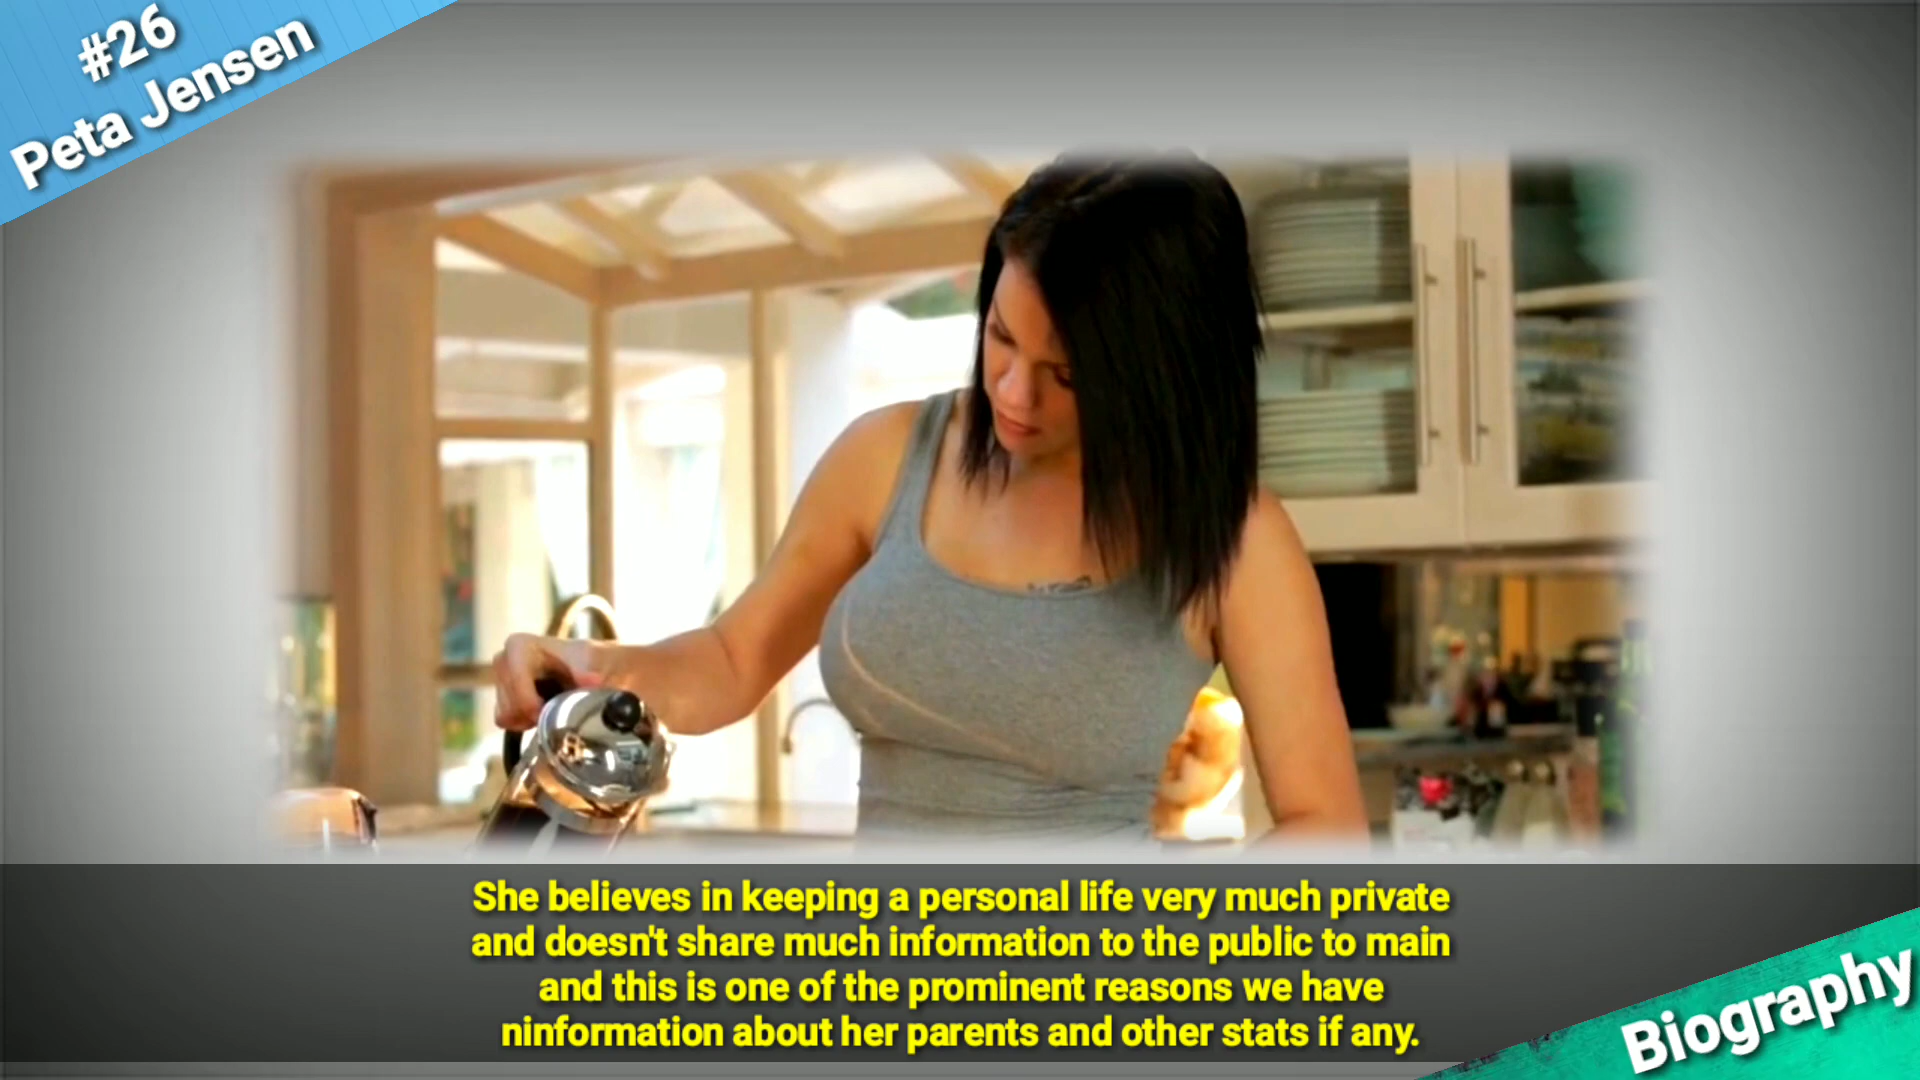 #26
Peta Jensen
She believes in keeping a personal life very much private
and doesn't share much information to the public to main
and this is one of the prominent reasons we have
ninformation about her parents and other stats if any.
Biography